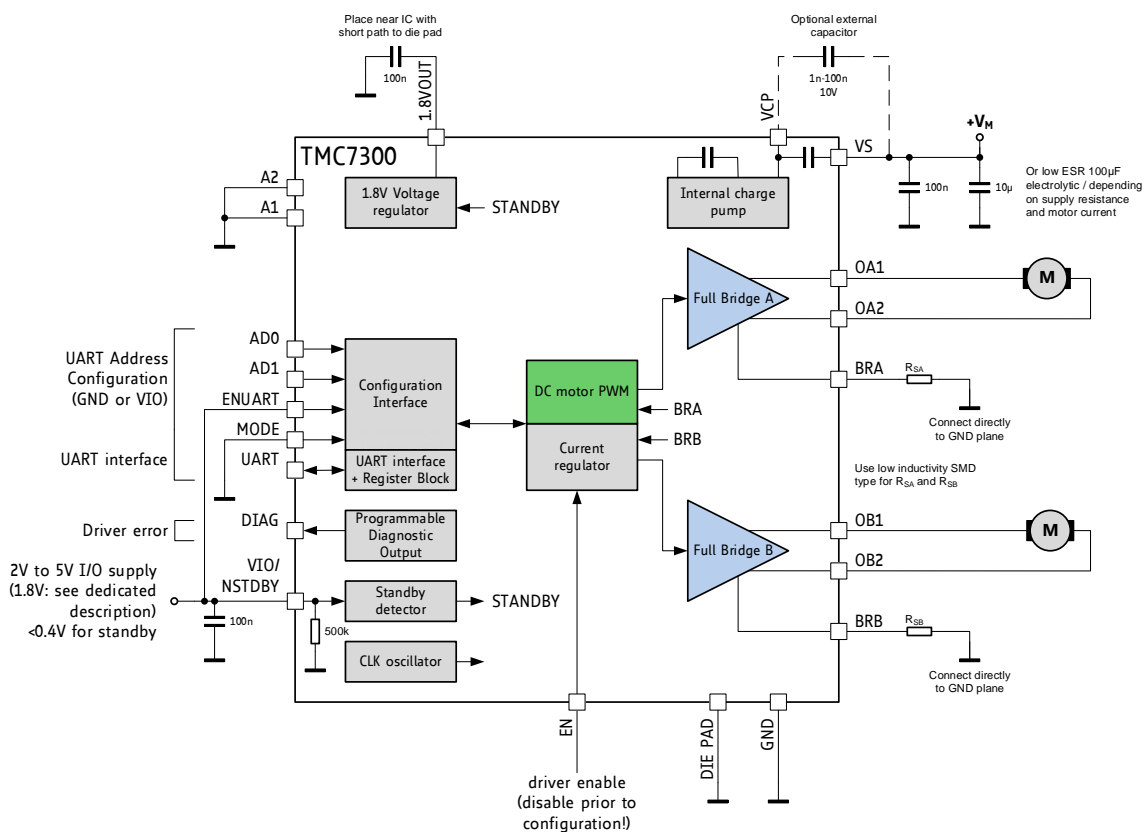 Place near IC with
short path to die pad
100n
1.8VOUT
Optional external
capacitor
1n-100n
10V
VCP
+VM
VS
TMC7300
A2
A1
1.8V Voltage
regulator
STANDBY
Internal charge
pump
100n
10µ
Or low ESR 100µF
electrolytic / depending
on supply resistance
and motor current
Full Bridge A
OA1
OA2
M
BRA
RSA
Connect directly
to GND plane
UART Address
Configuration
(GND or VIO)
UART interface
AD0
AD1
ENUART
MODE
UART
Configuration
Interface
UART interface
+ Register Block
DC motor PWM
BRA
BRB
Current
regulator
Use low inductivity SMD
type for RSA and RSB
Driver error
DIAG
Programmable
Diagnostic
Output
Full Bridge B
OB1
OB2
M
BRB
RSB
Connect directly
to GND plane
2V to 5V I/O supply
(1.8V: see dedicated
description)
<0.4V for standby
VIO/
NSTDBY
100n
500k
Standby
detector
STANDBY
CLK oscillator
EN
DIE PAD
GND
driver enable
(disable prior to
configuration!)